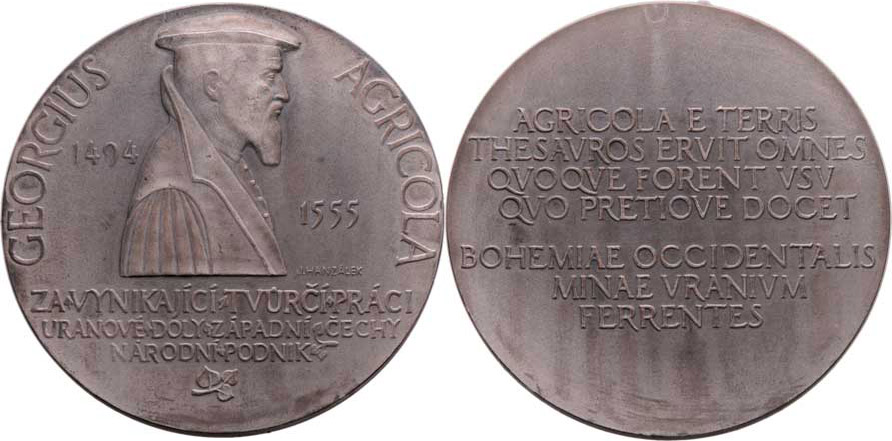 GEORGIUS AGRICOLA
1494
1555
J.HANZÁLEK
ZA·VYNIKAJÍCÍ·TVŮRČÍ·PRÁCI
URANOVÉ·DOLY·ZÁPADNÍ·ČECHY
NÁRODNÍ·PODNIK
AGRICOLA E TERRIS
THESAVROS ERVIT OMNES
QVOQVE FORENT VSV
QVO PRETIOVE DOCET
BOHEMIAE OCCIDENTALIS
MINAE VRANIVM
FERRENTES